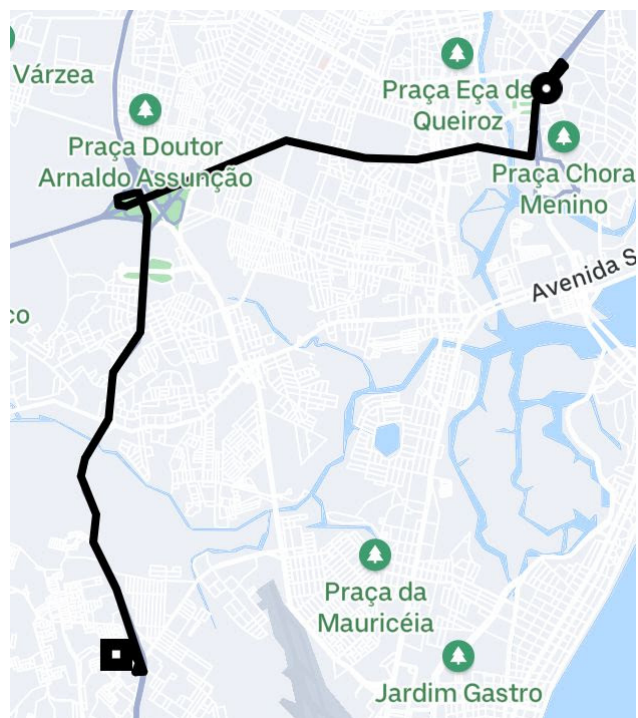 Várzea
Praça Eça de
Queiroz
Praça Doutor
Arnaldo Assunção
Praça Chora
Menino
Avenida S
co
Praça da
Mauricéia
Jardim Gastro